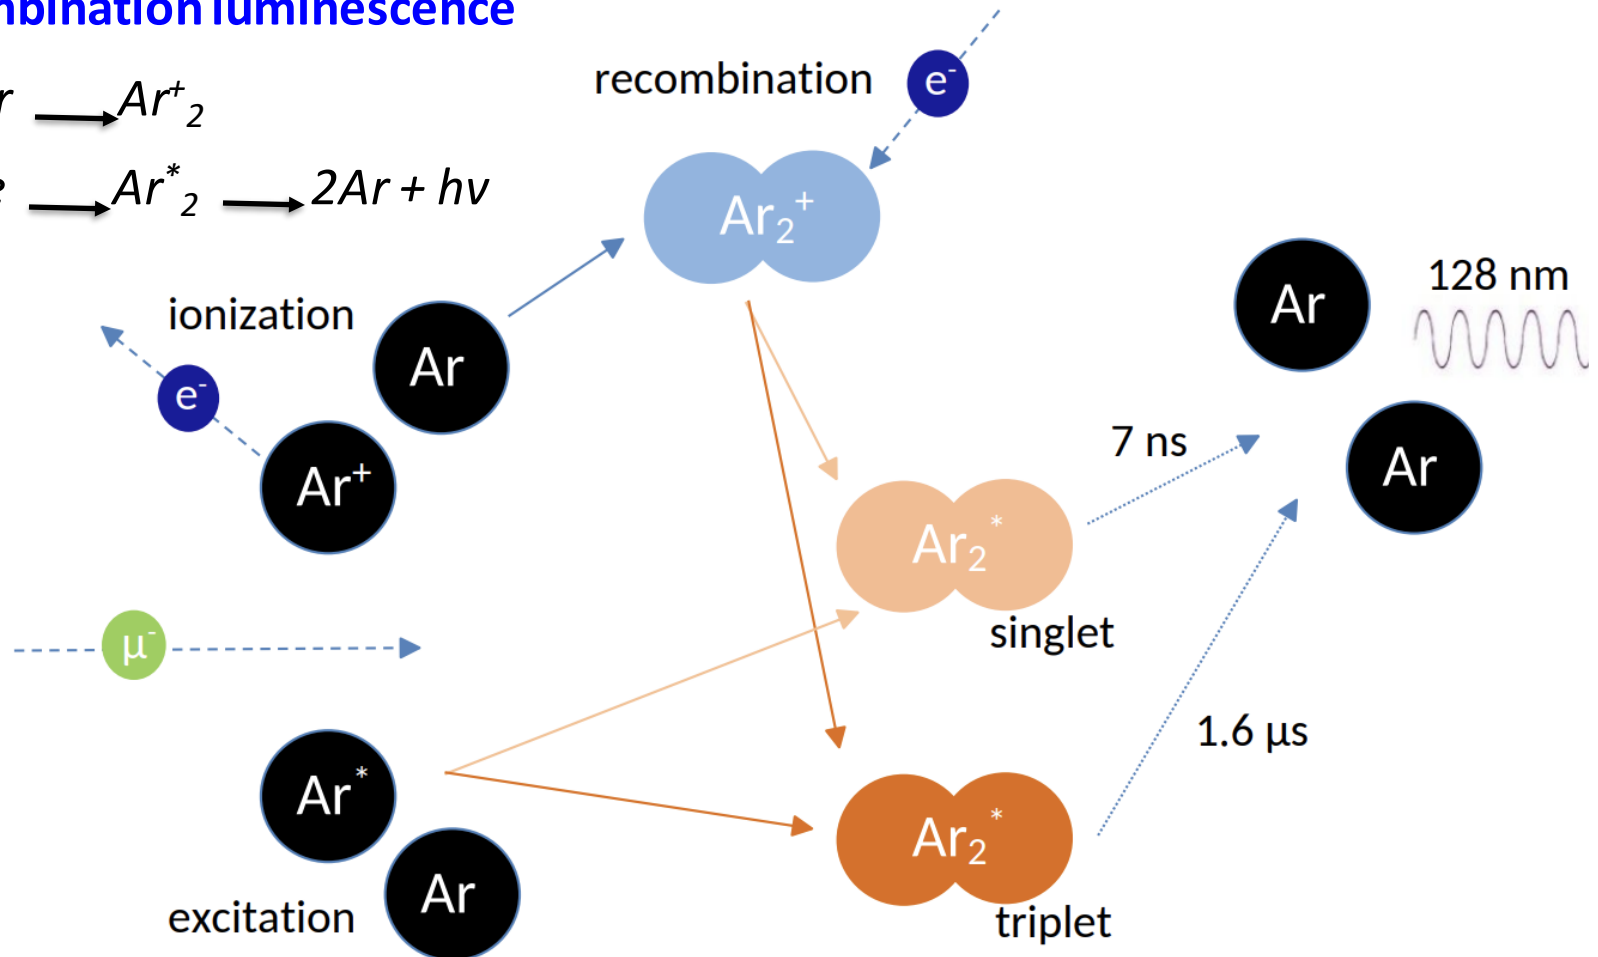 luminescence
recombination
e⁻
Ar⁺₂
Ar*₂ 2Ar + hν
Ar₂⁺
128 nm
Ar
ionization
Ar
e⁻
7 ns
Ar
Ar⁺
Ar₂*
singlet
μ⁻
1.6 μs
Ar*
Ar₂*
Ar
excitation
triplet